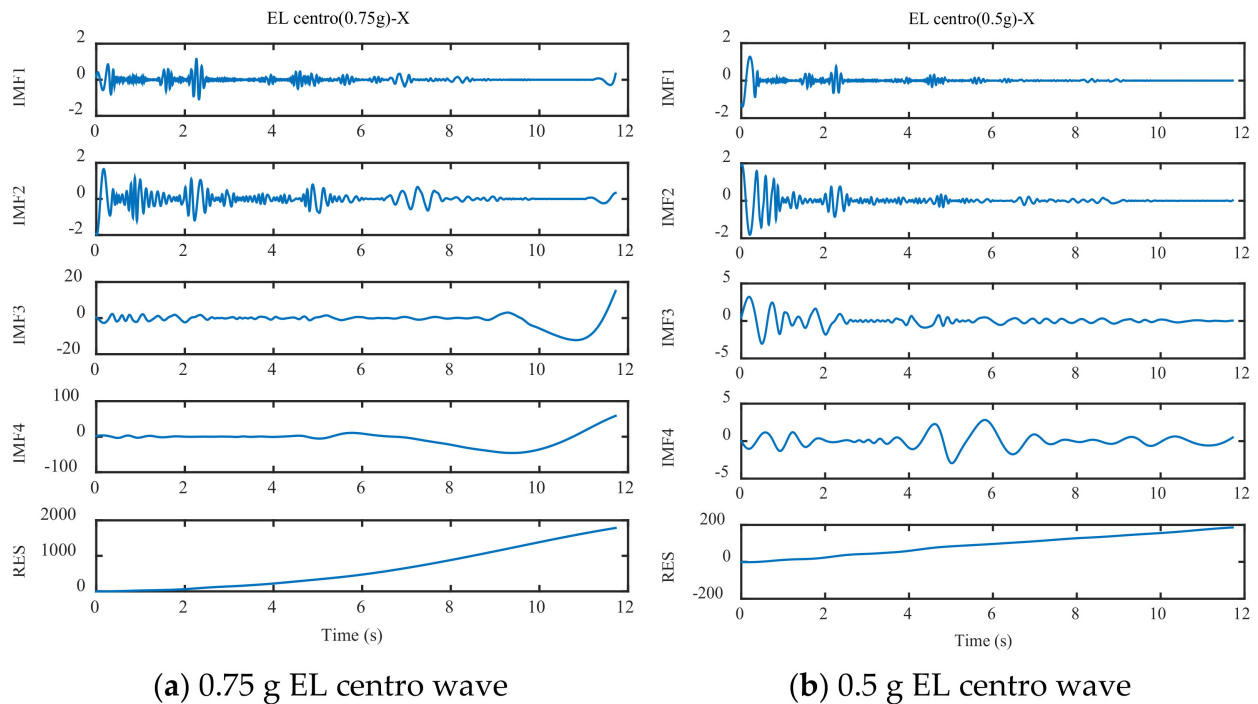 EL centro(0.75g)-X
2
0
-2
IMF1
0 2 4 6 8 10 12
2
0
-2
IMF2
0 2 4 6 8 10 12
20
0
-20
IMF3
0 2 4 6 8 10 12
100
0
-100
IMF4
0 2 4 6 8 10 12
2000
1000
0
RES
0 2 4 6 8 10 12
Time (s)
(a) 0.75 g EL centro wave
EL centro(0.5g)-X
2
0
-2
IMF1
0 2 4 6 8 10 12
2
0
-2
IMF2
0 2 4 6 8 10 12
5
0
-5
IMF3
0 2 4 6 8 10 12
5
0
-5
IMF4
0 2 4 6 8 10 12
200
0
-200
RES
0 2 4 6 8 10 12
Time (s)
(b) 0.5 g EL centro wave